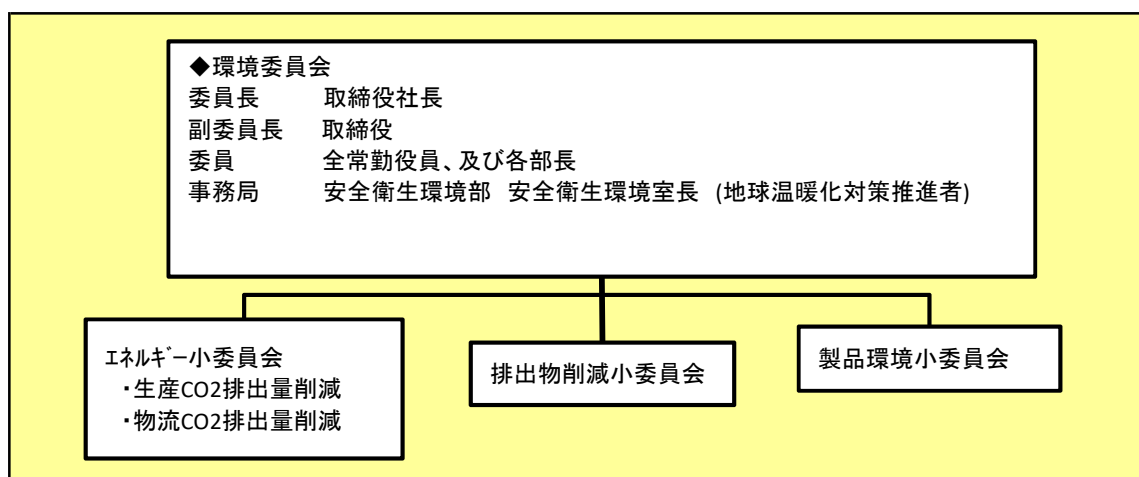 ◆環境委員会
委員長 取締役社長
副委員長 取締役
委員 全常勤役員、及び各部長
事務局 安全衛生環境部 安全衛生環境室長 (地球温暖化対策推進者)
ｴﾈﾙｷﾞｰ小委員会
・生産CO2排出量削減
・物流CO2排出量削減
排出物削減小委員会
製品環境小委員会